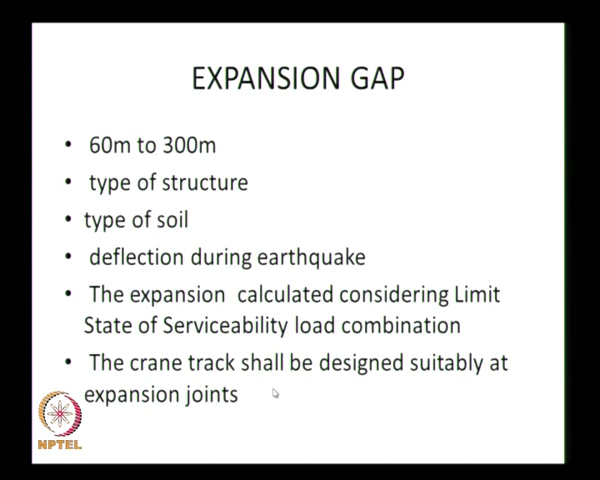 EXPANSION GAP
• 60m to 300m
• type of structure
• type of soil
• deflection during earthquake
• The expansion calculated considering Limit
State of Serviceability load combination
• The crane track shall be designed suitably at
expansion joints
NPTEL